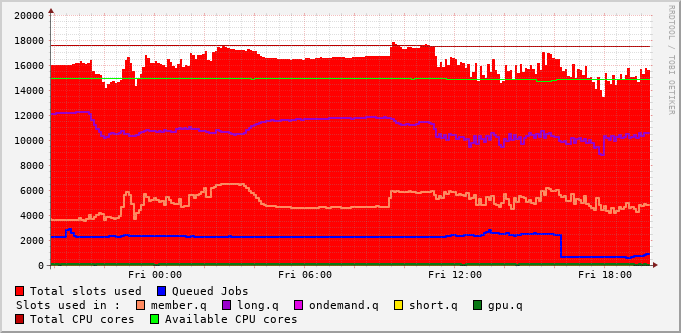 RRDTOOL / TOBI OETIKER
20000
18000
16000
14000
12000
10000
8000
6000
4000
2000
0
Fri 00:00 Fri 06:00 Fri 12:00 Fri 18:00
Total slots used Queued Jobs
Slots used in : member.q long.q ondemand.q short.q gpu.q
Total CPU cores Available CPU cores